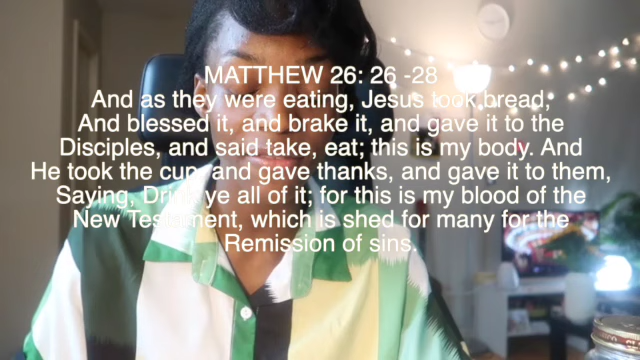 MATTHEW 26: 26 -28
And as they were eating, Jesus took bread;
And blessed it, and brake it, and gave it to the
Disciples, and said take, eat; this is my body. And
He took the cup, and gave thanks, and gave it to them,
Saying, Drink ye all of it; for this is my blood of the
New Testament, which is shed for many for the
Remission of sins.